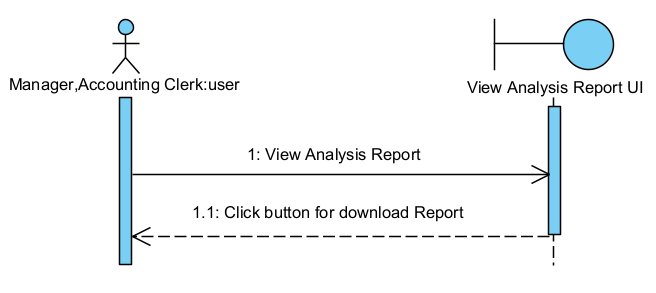 Manager,Accounting Clerk:user
View Analysis Report UI
1: View Analysis Report
1.1: Click button for download Report